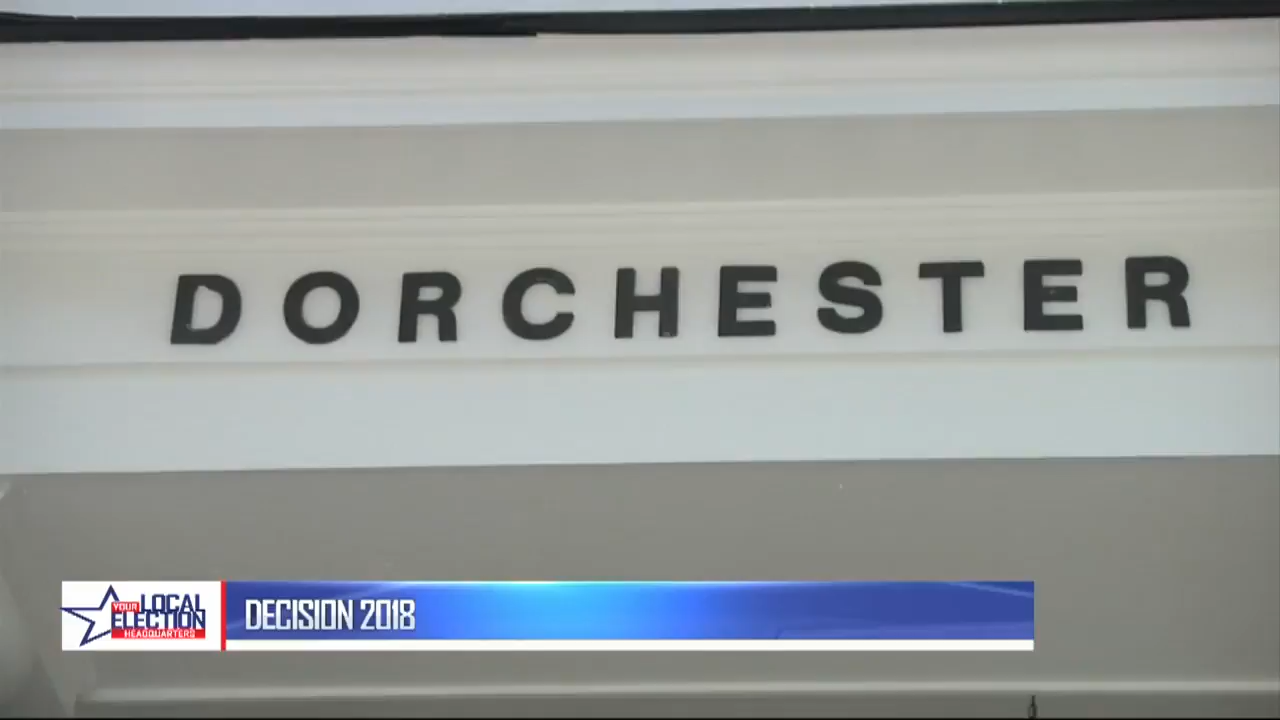 DORCHESTER
YOUR LOCAL
ELECTION
HEADQUARTERS
DECISION 2018